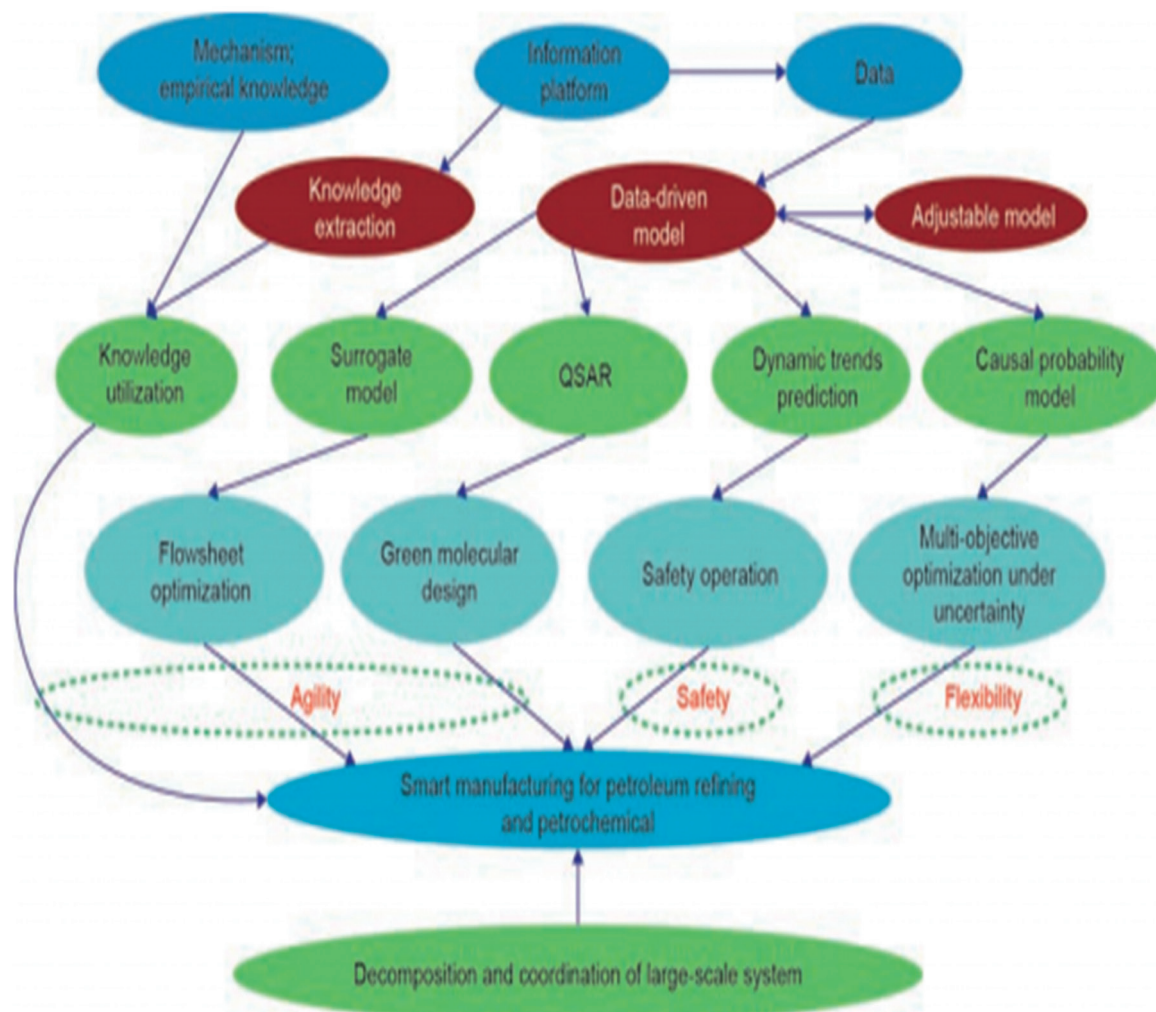 Mechanism;
empirical knowledge
Information
platform
Data
Knowledge
extraction
Data-driven
model
Adjustable model
Knowledge
utilization
Surrogate
model
QSAR
Dynamic trends
prediction
Causal probability
model
Flowsheet
optimization
Green molecular
design
Safety operation
Multi-objective
optimization under
uncertainty
Agility
Safety
Flexibility
Smart manufacturing for petroleum refining
and petrochemical
Decomposition and coordination of large-scale system